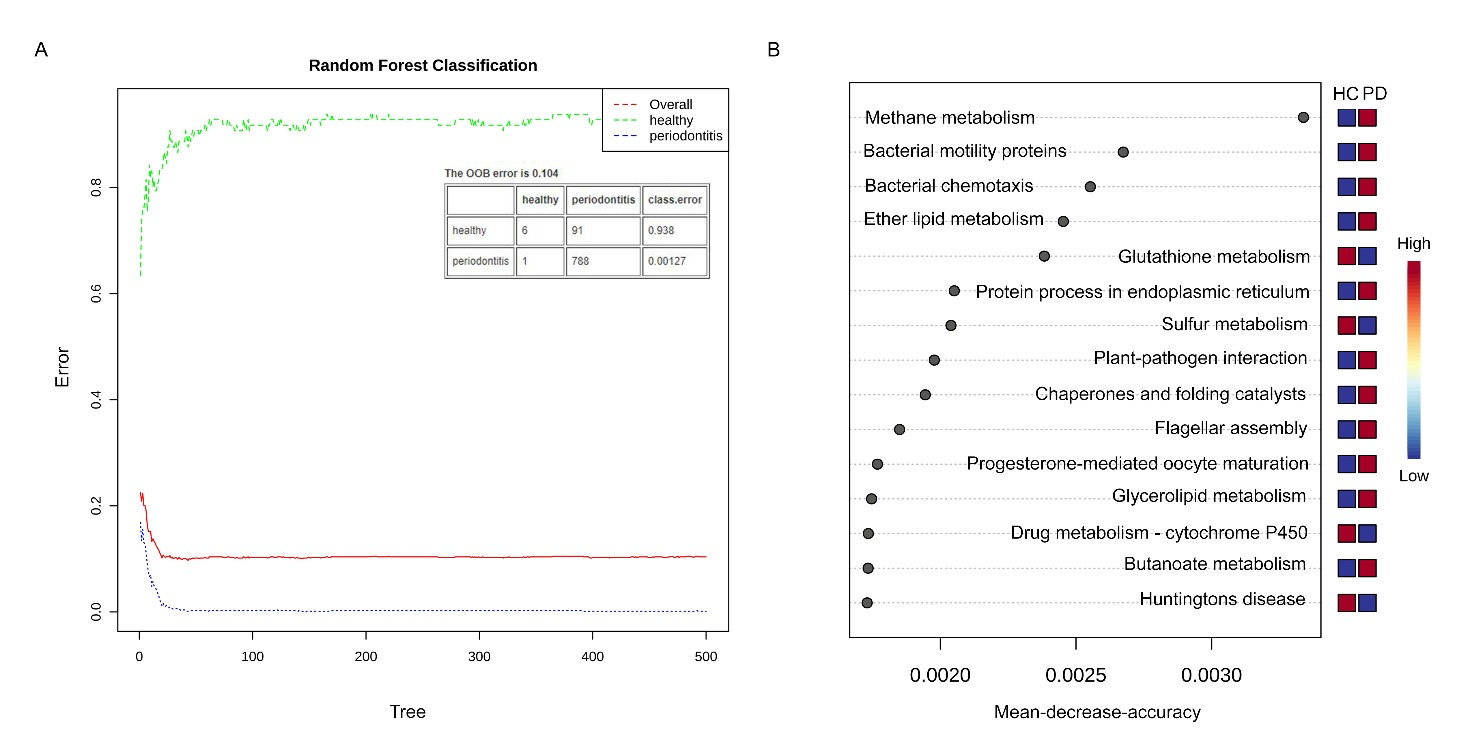 A
Random Forest Classification
Overall
healthy
periodontitis
The OOB error is 0.104
healthy periodontitis class.error
healthy 6 91 0.938
periodontitis 1 788 0.00127
Error
0.0
0.2
0.4
0.6
0.8
0 100 200 300 400 500
Tree
B
HC PD
Methane metabolism
Bacterial motility proteins
Bacterial chemotaxis
Ether lipid metabolism
Glutathione metabolism
Protein process in endoplasmic reticulum
Sulfur metabolism
Plant-pathogen interaction
Chaperones and folding catalysts
Flagellar assembly
Progesterone-mediated oocyte maturation
Glycerolipid metabolism
Drug metabolism - cytochrome P450
Butanoate metabolism
Huntingtons disease
High
Low
0.0020 0.0025 0.0030
Mean-decrease-accuracy